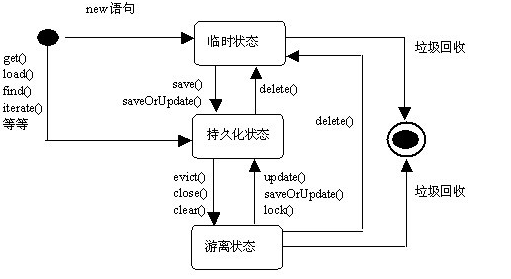 new语句
get()
load()
find()
iterate()
等等
临时状态
垃圾回收
save()
saveOrUpdate()
delete()
持久化状态
delete()
evict()
close()
clear()
update()
saveOrUpdate()
lock()
垃圾回收
游离状态